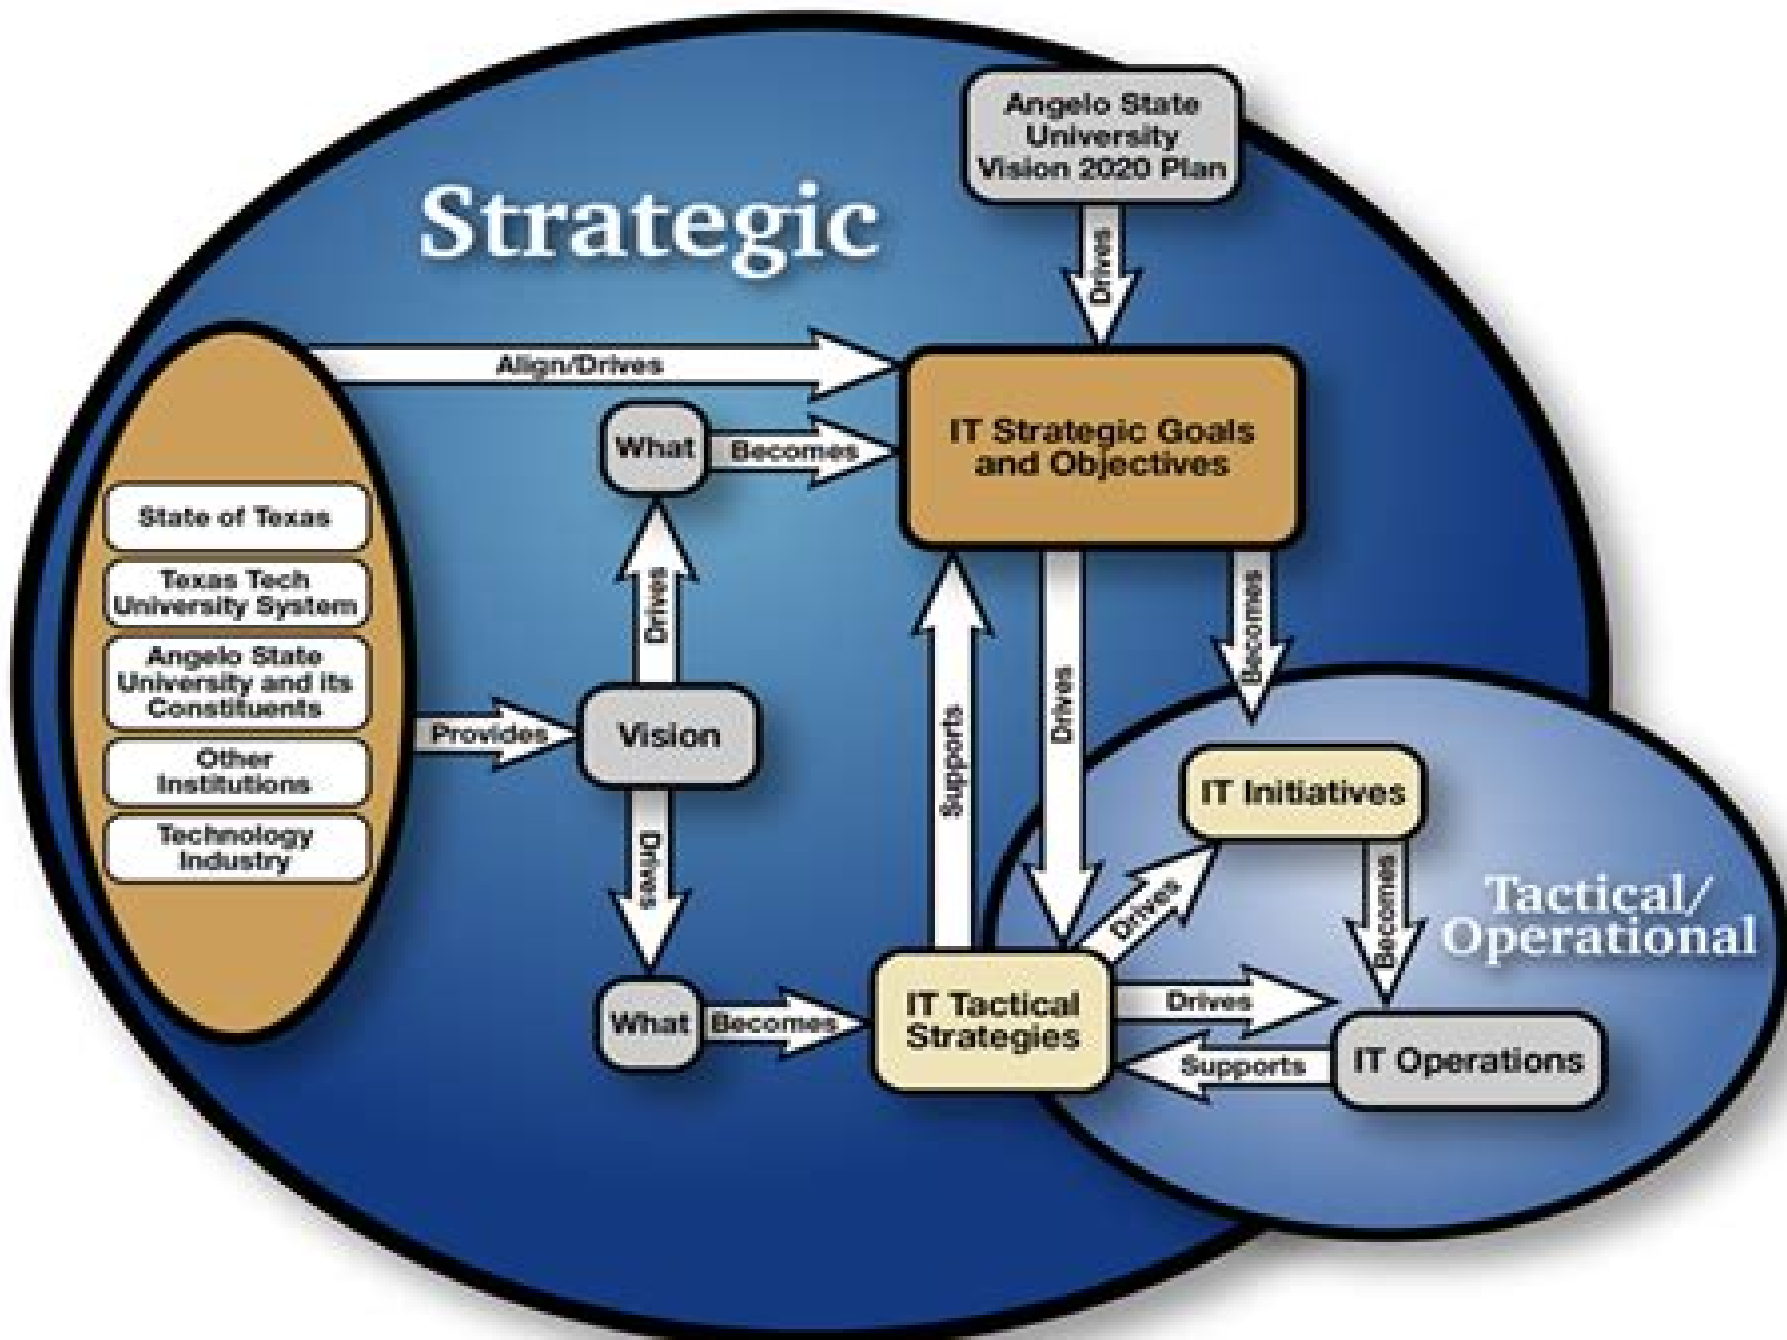 Angelo State
University
Vision 2020 Plan
Strategic
Drives
Align/Drives
What
Becomes
IT Strategic Goals
and Objectives
State of Texas
Texas Tech
University System
Angelo State
University and its
Constituents
Other
Institutions
Technology
Industry
Provides
Drives
Vision
Drives
Supports
Drives
Becomes
IT Initiatives
Drives
Becomes
Tactical/
Operational
What
Becomes
IT Tactical
Strategies
Drives
Supports
IT Operations